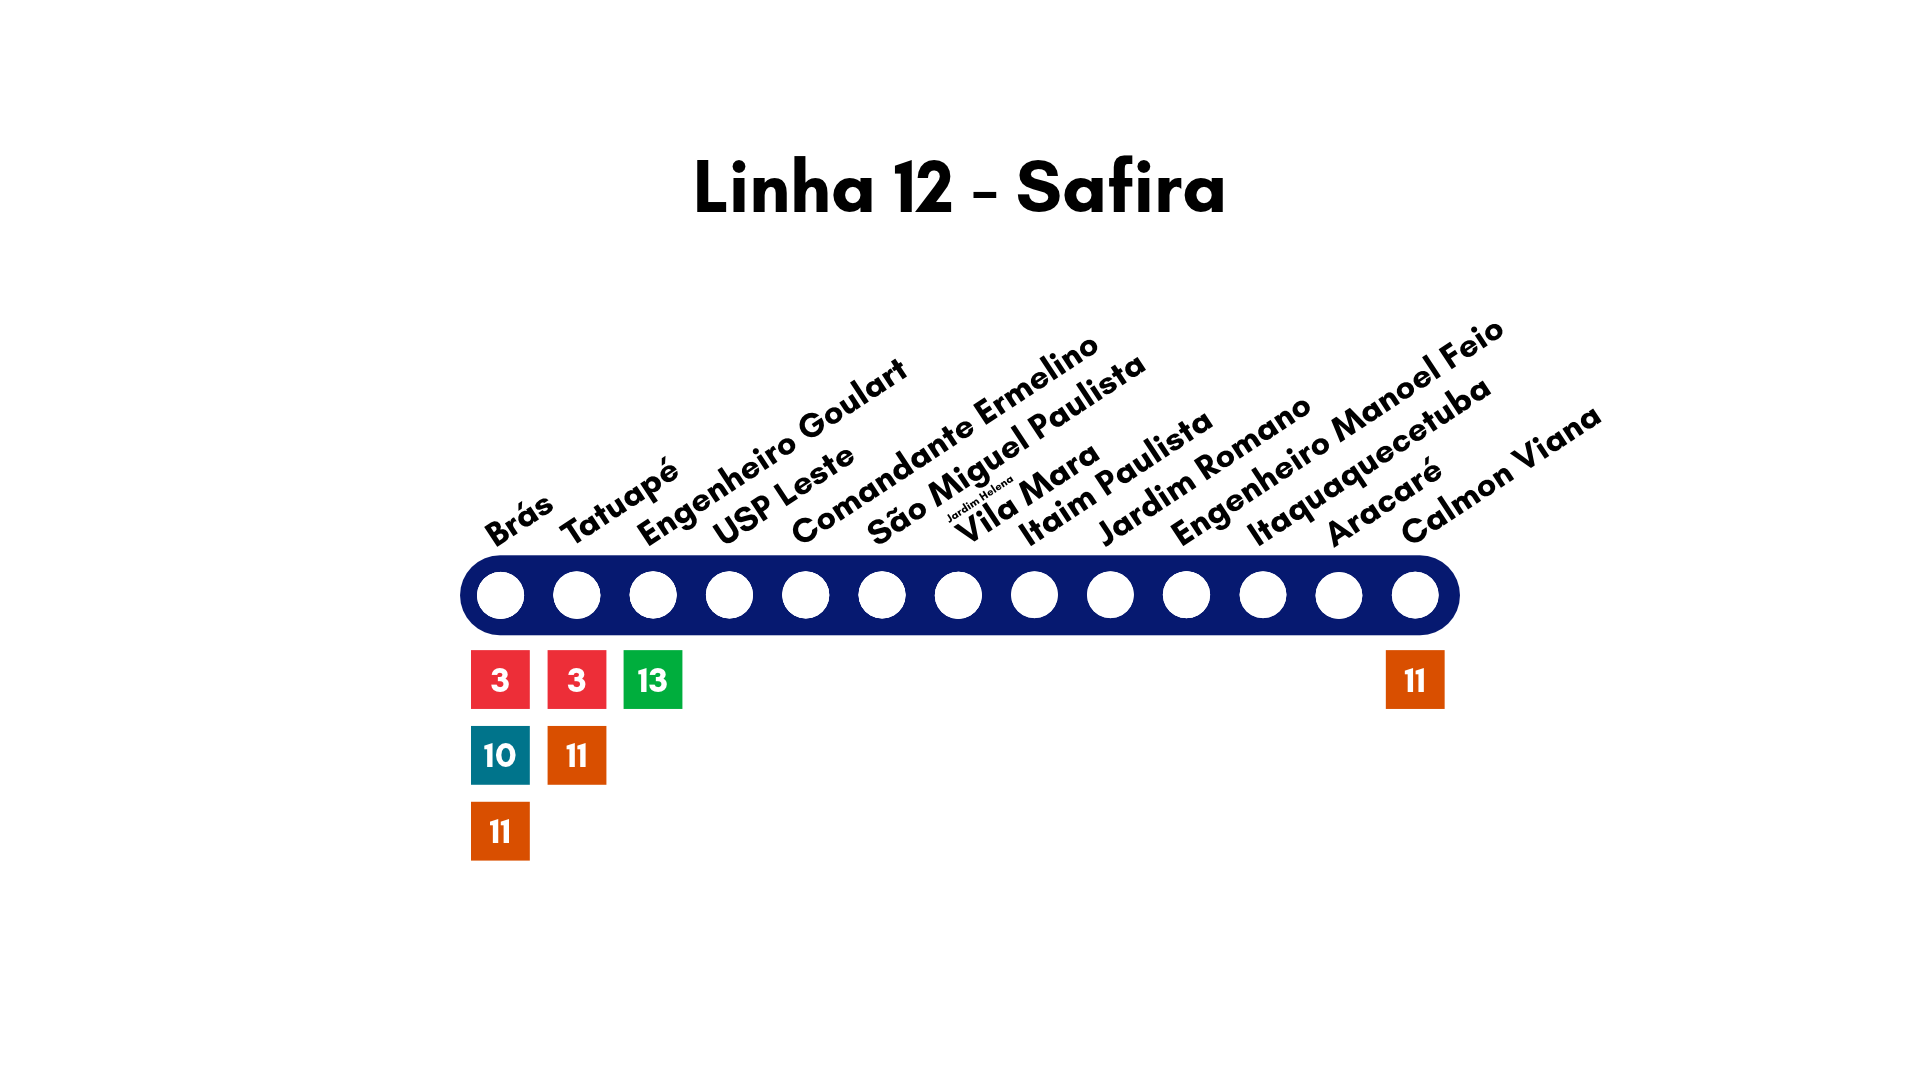 Linha 12 - Safira
Brás
Tatuapé
Engenheiro Goulart
USP Leste
Comandante Ermelino
São Miguel Paulista
Jardim Helena
Vila Mara
Itaim Paulista
Jardim Romano
Engenheiro Manoel Feio
Itaquaquecetuba
Aracaré
Calmon Viana
3 3 13 11
10 11
11